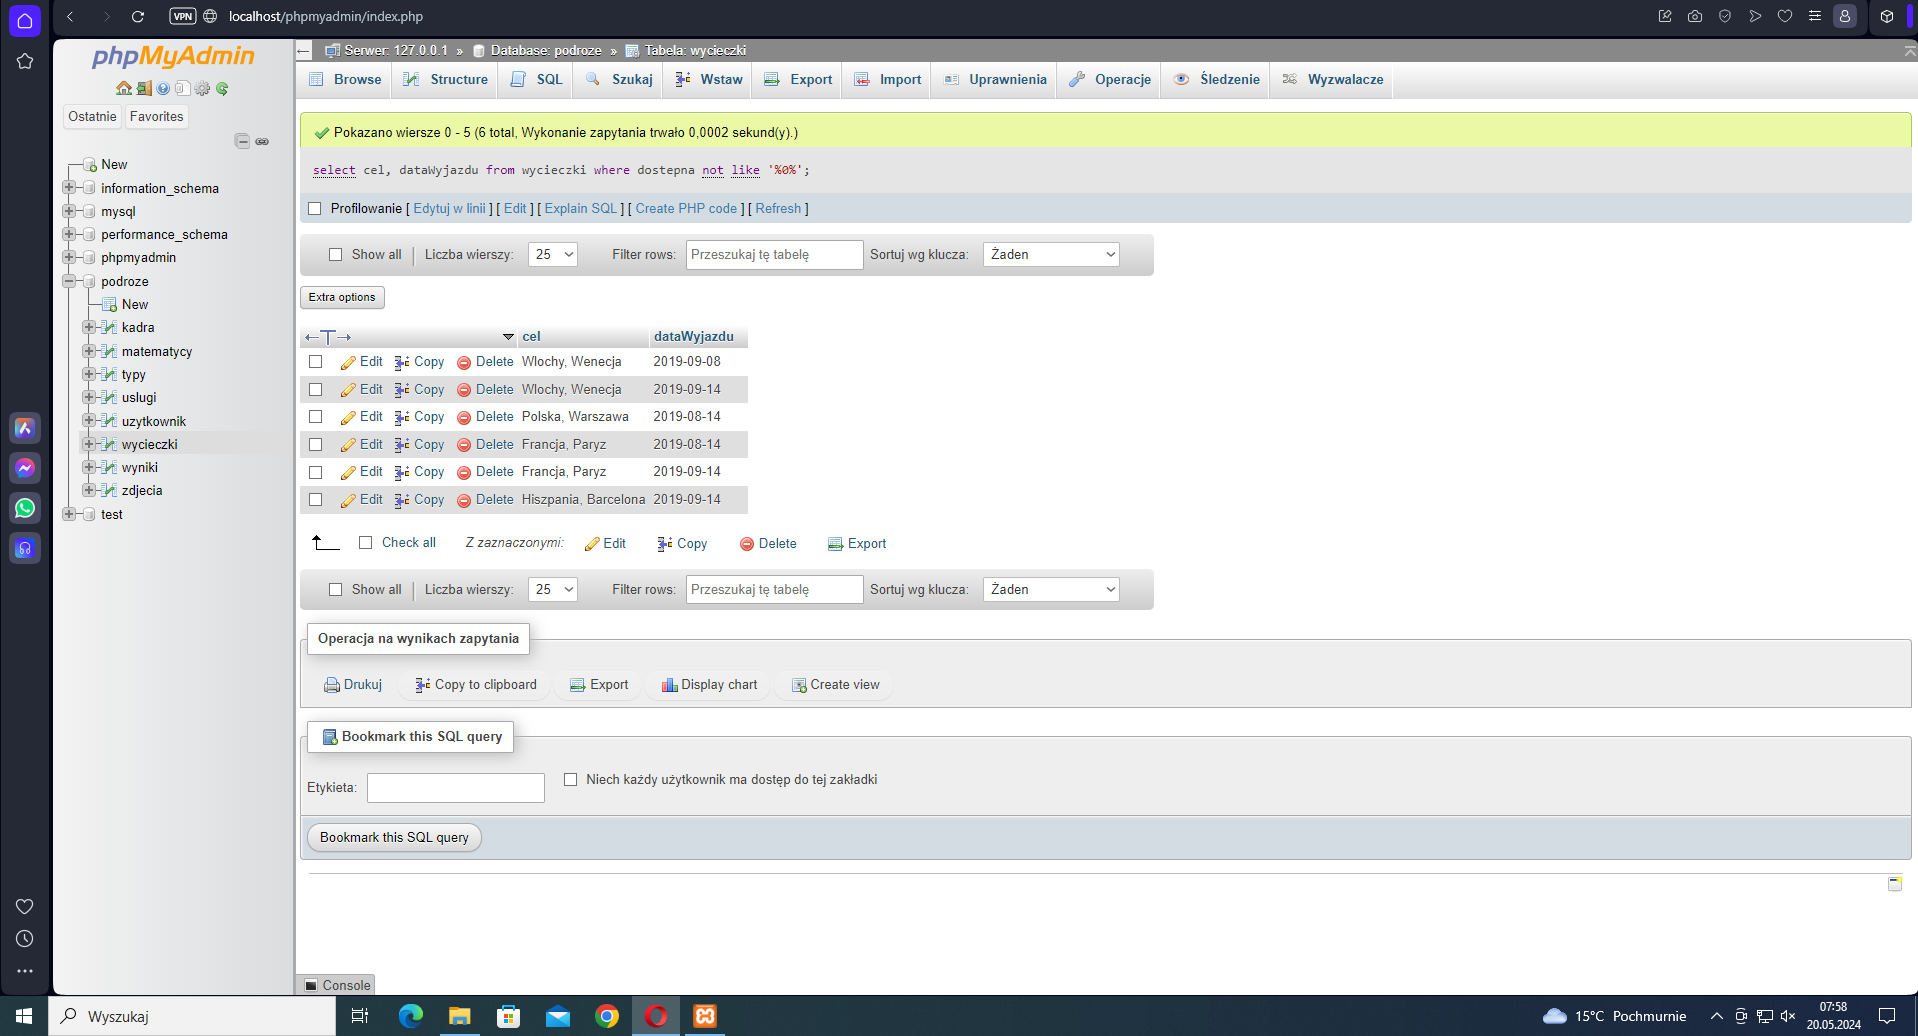 VPN localhost/phpmyadmin/index.php
phpMyAdmin
Ostatnie Favorites
New
information_schema
mysql
performance_schema
phpmyadmin
podroze
New
kadra
matematycy
typy
uslugi
uzytkownik
wycieczki
wyniki
zdjecia
test
Serwer: 127.0.0.1 » Database: podroze » Tabela: wycieczki
Browse Structure SQL Szukaj Wstaw Export Import Uprawnienia Operacje Śledzenie Wyzwalacze
Pokazano wiersze 0 - 5 (6 total, Wykonanie zapytania trwało 0,0002 sekund(y).)
select cel, dataWyjazdu from wycieczki where dostepna not like '%0%';
Profilowanie [ Edytuj w linii ] [ Edit ] [ Explain SQL ] [ Create PHP code ] [ Refresh ]
Show all Liczba wierszy: 25 Filter rows: Przeszukaj tę tabelę Sortuj wg klucza: Żaden
Extra options
cel dataWyjazdu
Edit Copy Delete Wlochy, Wenecja 2019-09-08
Edit Copy Delete Wlochy, Wenecja 2019-09-14
Edit Copy Delete Polska, Warszawa 2019-08-14
Edit Copy Delete Francja, Paryz 2019-08-14
Edit Copy Delete Francja, Paryz 2019-09-14
Edit Copy Delete Hiszpania, Barcelona 2019-09-14
Check all Z zaznaczonymi: Edit Copy Delete Export
Show all Liczba wierszy: 25 Filter rows: Przeszukaj tę tabelę Sortuj wg klucza: Żaden
Operacja na wynikach zapytania
Drukuj Copy to clipboard Export Display chart Create view
Bookmark this SQL query
Etykieta: Niech każdy użytkownik ma dostęp do tej zakładki
Bookmark this SQL query
Console
Wyszukaj
15°C Pochmurnie
07:58
20.05.2024